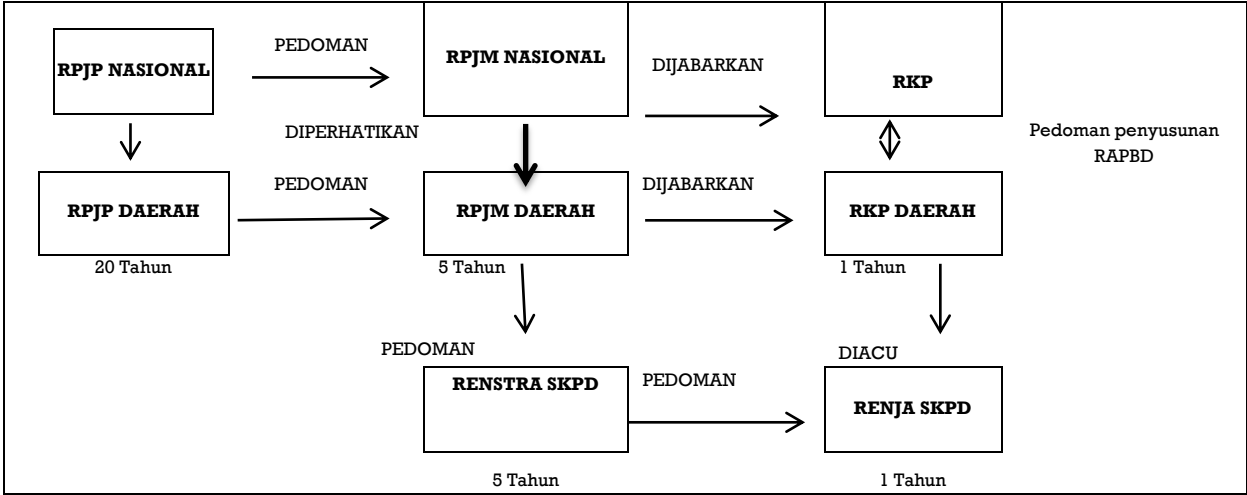 PEDOMAN
RPJP NASIONAL
RPJM NASIONAL
DIJABARKAN
RKP
DIPERHATIKAN
Pedoman penyusunan
RAPBD
PEDOMAN
DIJABARKAN
RPJP DAERAH
RPJM DAERAH
RKP DAERAH
20 Tahun
5 Tahun
1 Tahun
PEDOMAN
DIACU
RENSTRA SKPD
PEDOMAN
RENJA SKPD
5 Tahun
1 Tahun